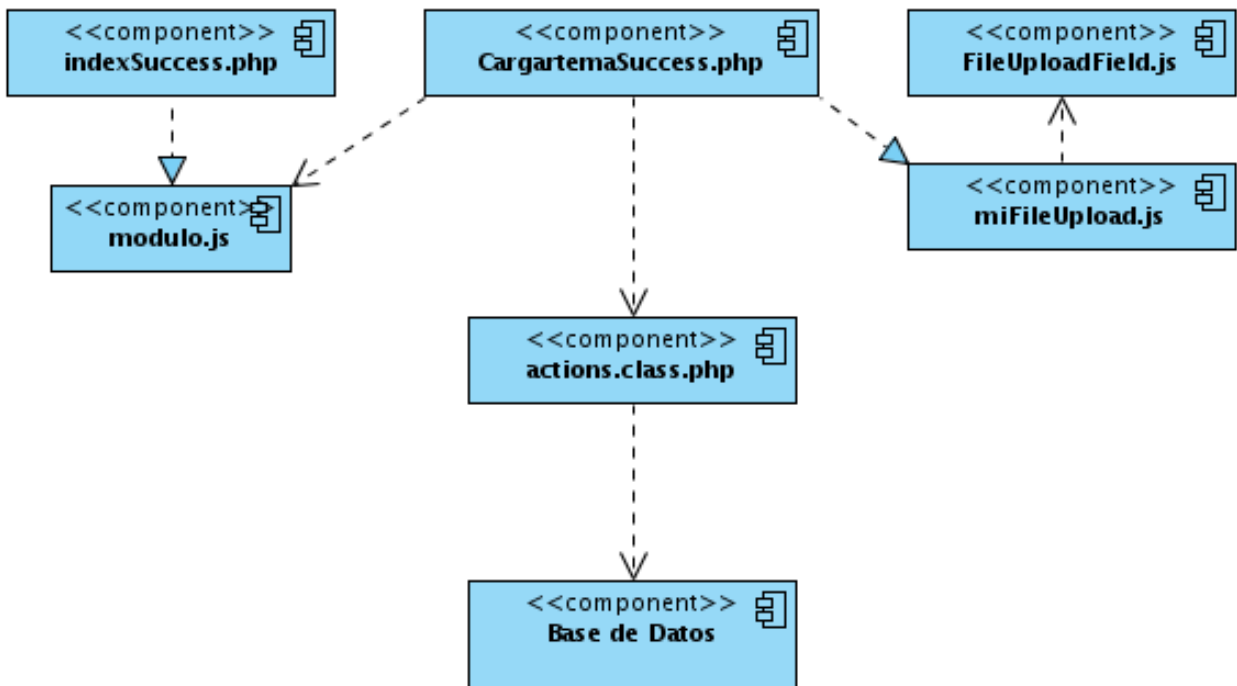 <<component>>
indexSuccess.php
<<component>>
CargartemaSuccess.php
<<component>>
FileUploadField.js
<<component>>
modulo.js
<<component>>
miFileUpload.js
<<component>>
actions.class.php
<<component>>
Base de Datos